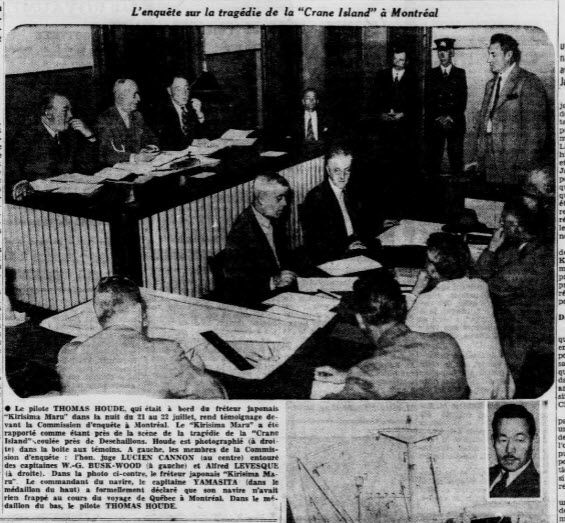 L'enquête sur la tragédie de la "Crane Island" à Montréal
● Le pilote THOMAS HOUDE, qui était à bord du fréteur japonais
"Kirisima Maru" dans la nuit du 21 au 22 juillet, rend témoignage de-
vant la Commission d'enquête à Montréal. Le "Kirisima Maru" a été
rapporté comme étant près de la scène de la tragédie de la "Crane
Island" coulée près de Deschaillons. Houde est photographié (à droi-
te) dans la boîte aux témoins. A gauche, les membres de la Commis-
sion d'enquête : l'hon. juge LUCIEN CANNON (au centre) entouré
des capitaines W.-G. BUSK-WOOD (à gauche) et Alfred LEVESQUE
(à droite). Dans la photo ci-contre, le fréteur japonais "Kirisima Ma-
ru". Le commandant du navire, le capitaine YAMASITA (dans le
médaillon du haut) a formellement déclaré que son navire n'avait
rien frappé au cours du voyage de Québec à Montréal. Dans le mé-
daillon du bas, le pilote THOMAS HOUDE.